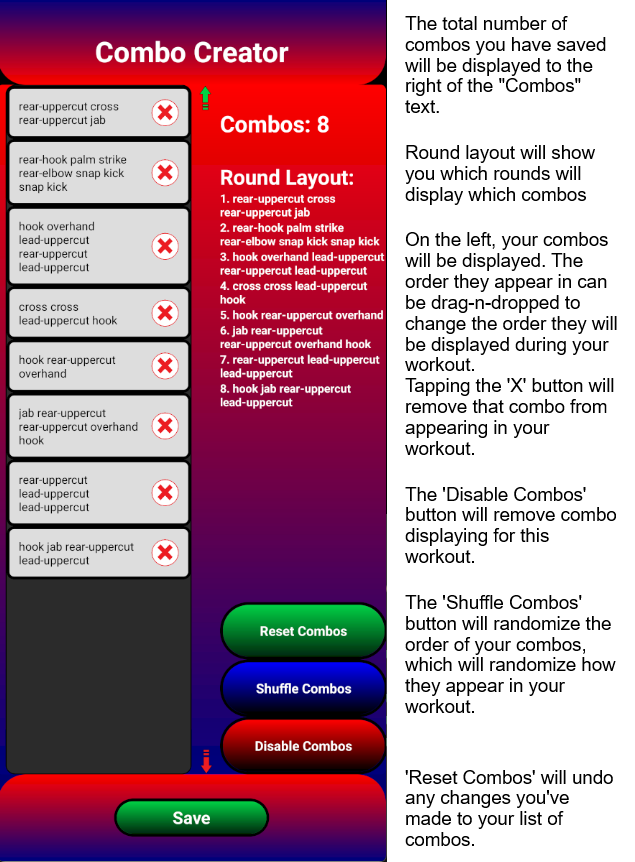 Combo Creator
rear-uppercut cross
rear-uppercut jab
rear-hook palm strike
rear-elbow snap kick
snap kick
hook overhand
lead-uppercut
rear-uppercut
lead-uppercut
cross cross
lead-uppercut hook
hook rear-uppercut
overhand
jab rear-uppercut
rear-uppercut overhand
hook
rear-uppercut
lead-uppercut
lead-uppercut
hook jab rear-uppercut
lead-uppercut
Combos: 8
Round Layout:
1. rear-uppercut cross
rear-uppercut jab
2. rear-hook palm strike
rear-elbow snap kick snap kick
3. hook overhand lead-uppercut
rear-uppercut lead-uppercut
4. cross cross lead-uppercut
hook
5. hook rear-uppercut overhand
6. jab rear-uppercut
rear-uppercut overhand hook
7. rear-uppercut lead-uppercut
lead-uppercut
8. hook jab rear-uppercut
lead-uppercut
Reset Combos
Shuffle Combos
Disable Combos
Save
The total number of
combos you have saved
will be displayed to the
right of the "Combos"
text.
Round layout will show
you which rounds will
display which combos
On the left, your combos
will be displayed. The
order they appear in can
be drag-n-dropped to
change the order they will
be displayed during your
workout.
Tapping the 'X' button will
remove that combo from
appearing in your
workout.
The 'Disable Combos'
button will remove combo
displaying for this
workout.
The 'Shuffle Combos'
button will randomize the
order of your combos,
which will randomize how
they appear in your
workout.
'Reset Combos' will undo
any changes you've
made to your list of
combos.